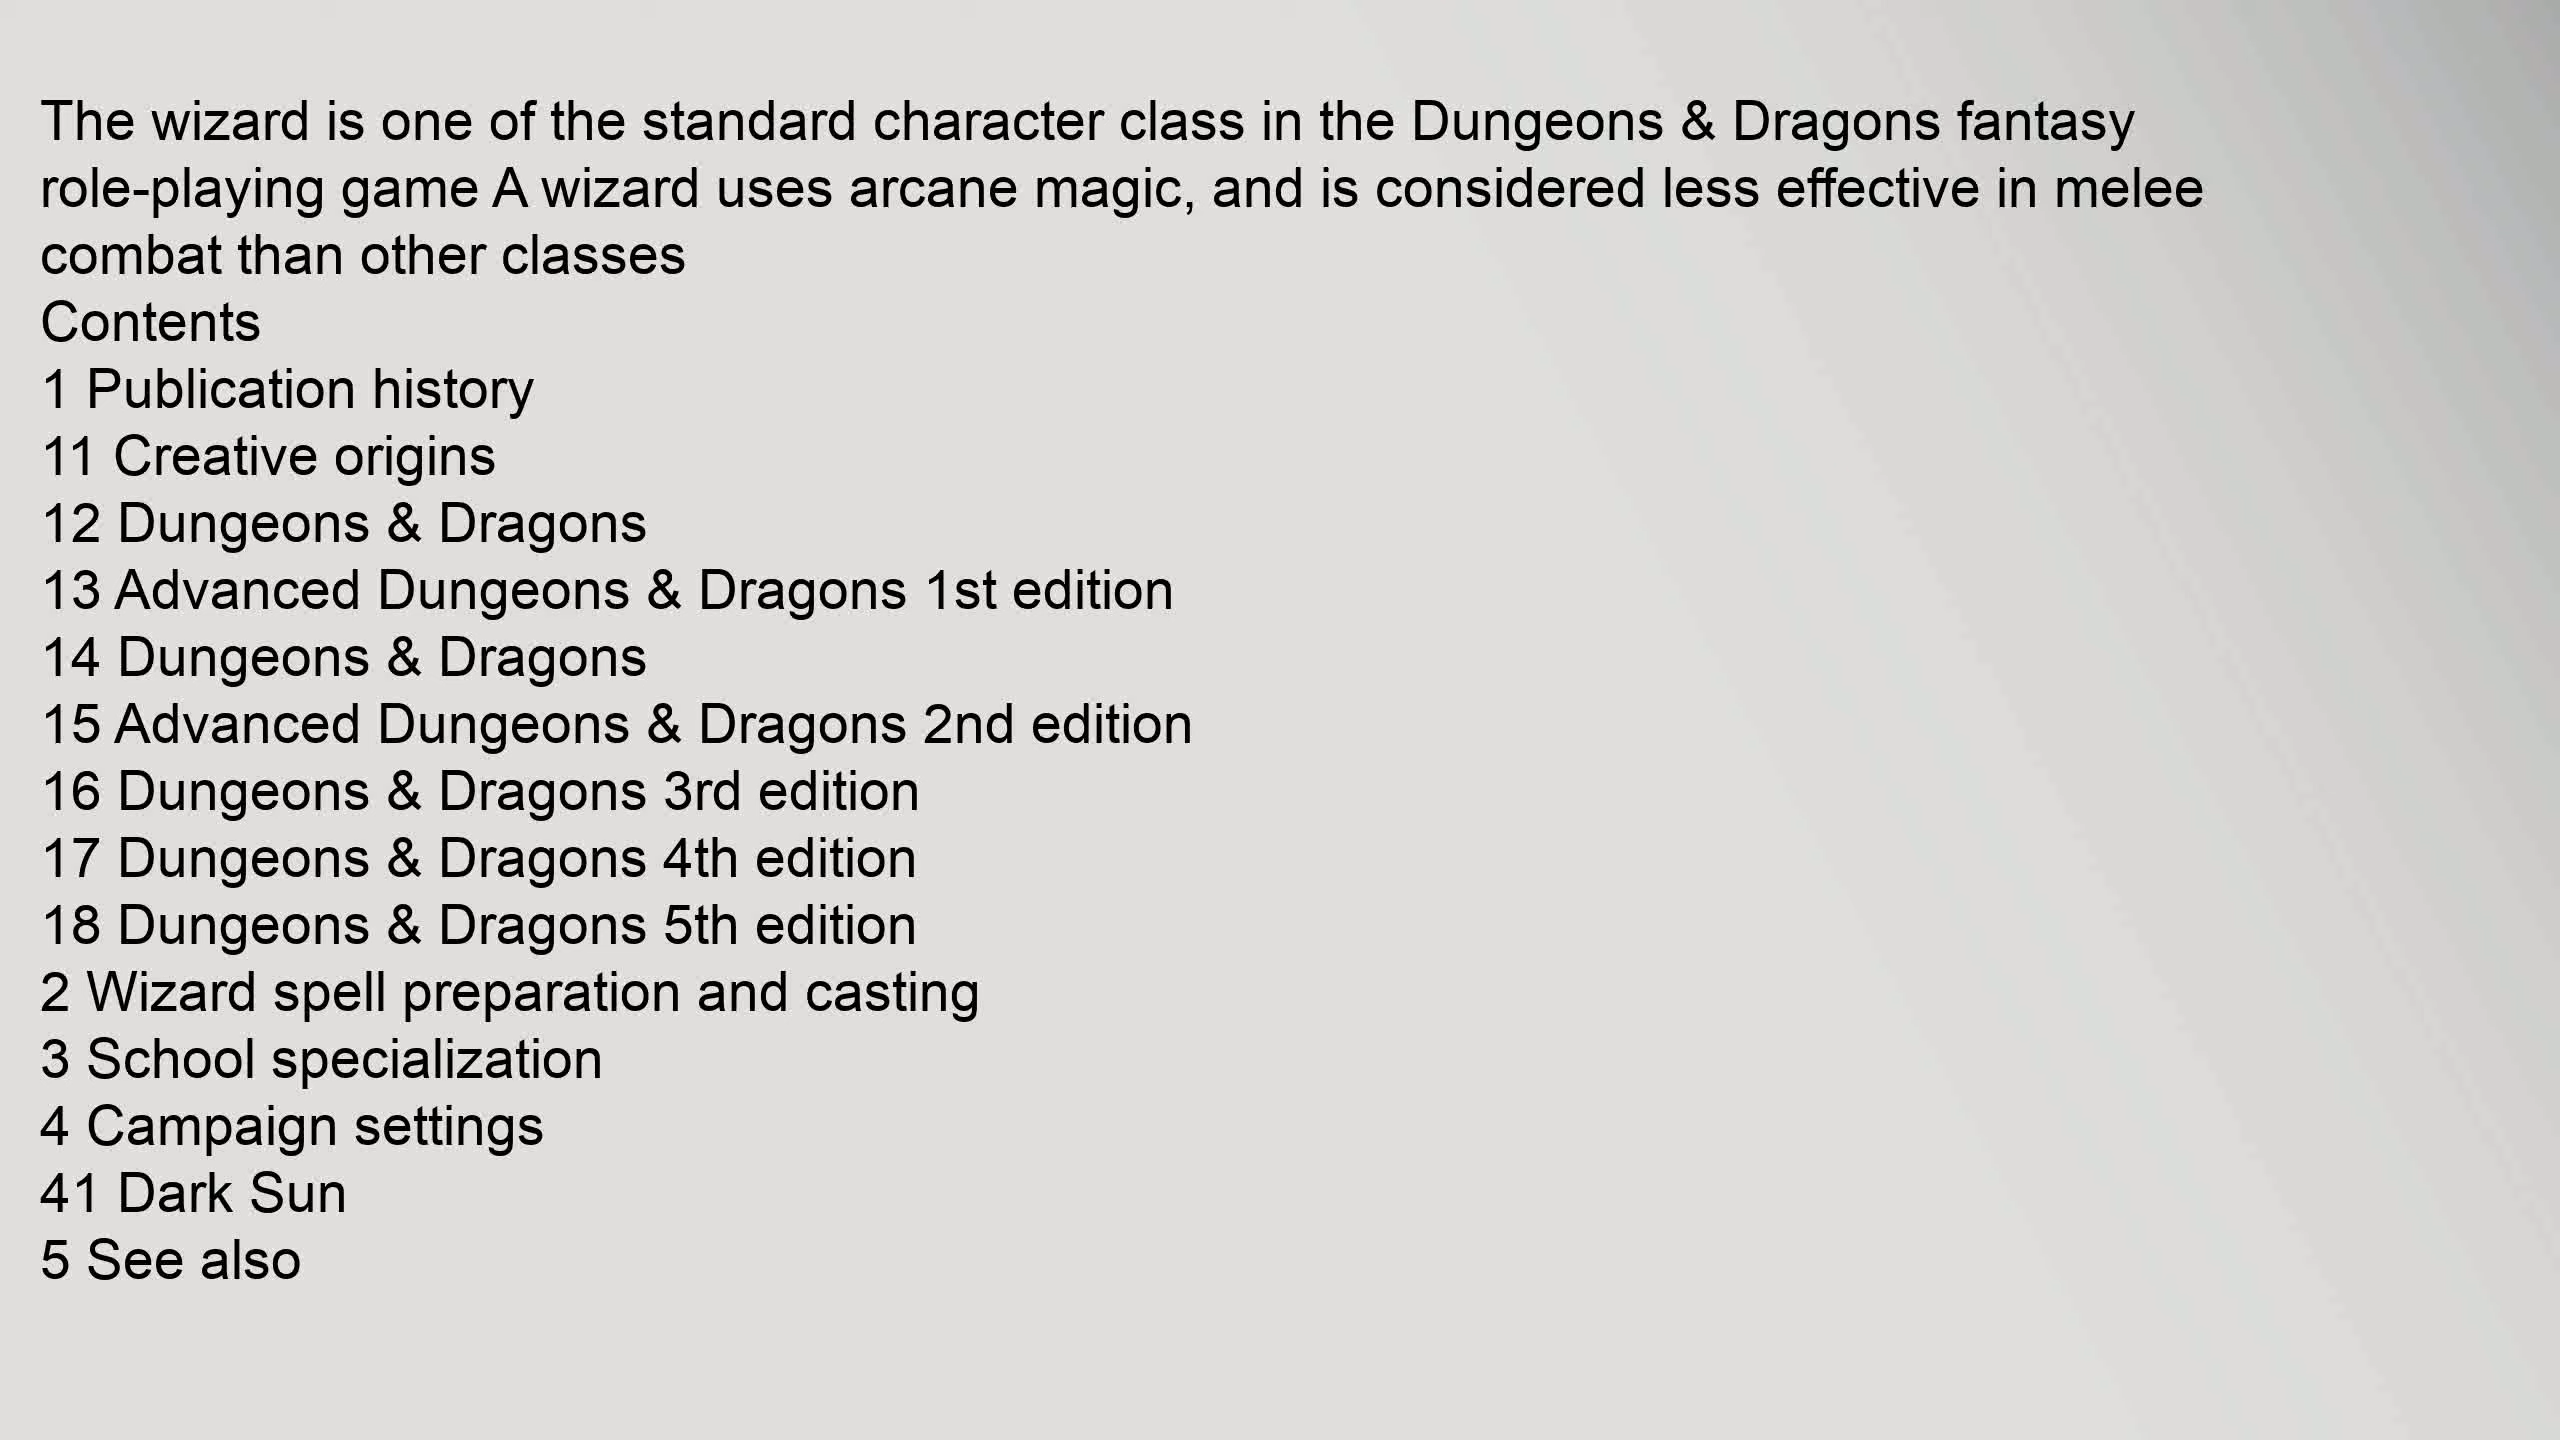 The wizard is one of the standard character class in the Dungeons & Dragons fantasy
role-playing game A wizard uses arcane magic, and is considered less effective in melee
combat than other classes
Contents
1 Publication history
11 Creative origins
12 Dungeons & Dragons
13 Advanced Dungeons & Dragons 1st edition
14 Dungeons & Dragons
15 Advanced Dungeons & Dragons 2nd edition
16 Dungeons & Dragons 3rd edition
17 Dungeons & Dragons 4th edition
18 Dungeons & Dragons 5th edition
2 Wizard spell preparation and casting
3 School specialization
4 Campaign settings
41 Dark Sun
5 See also